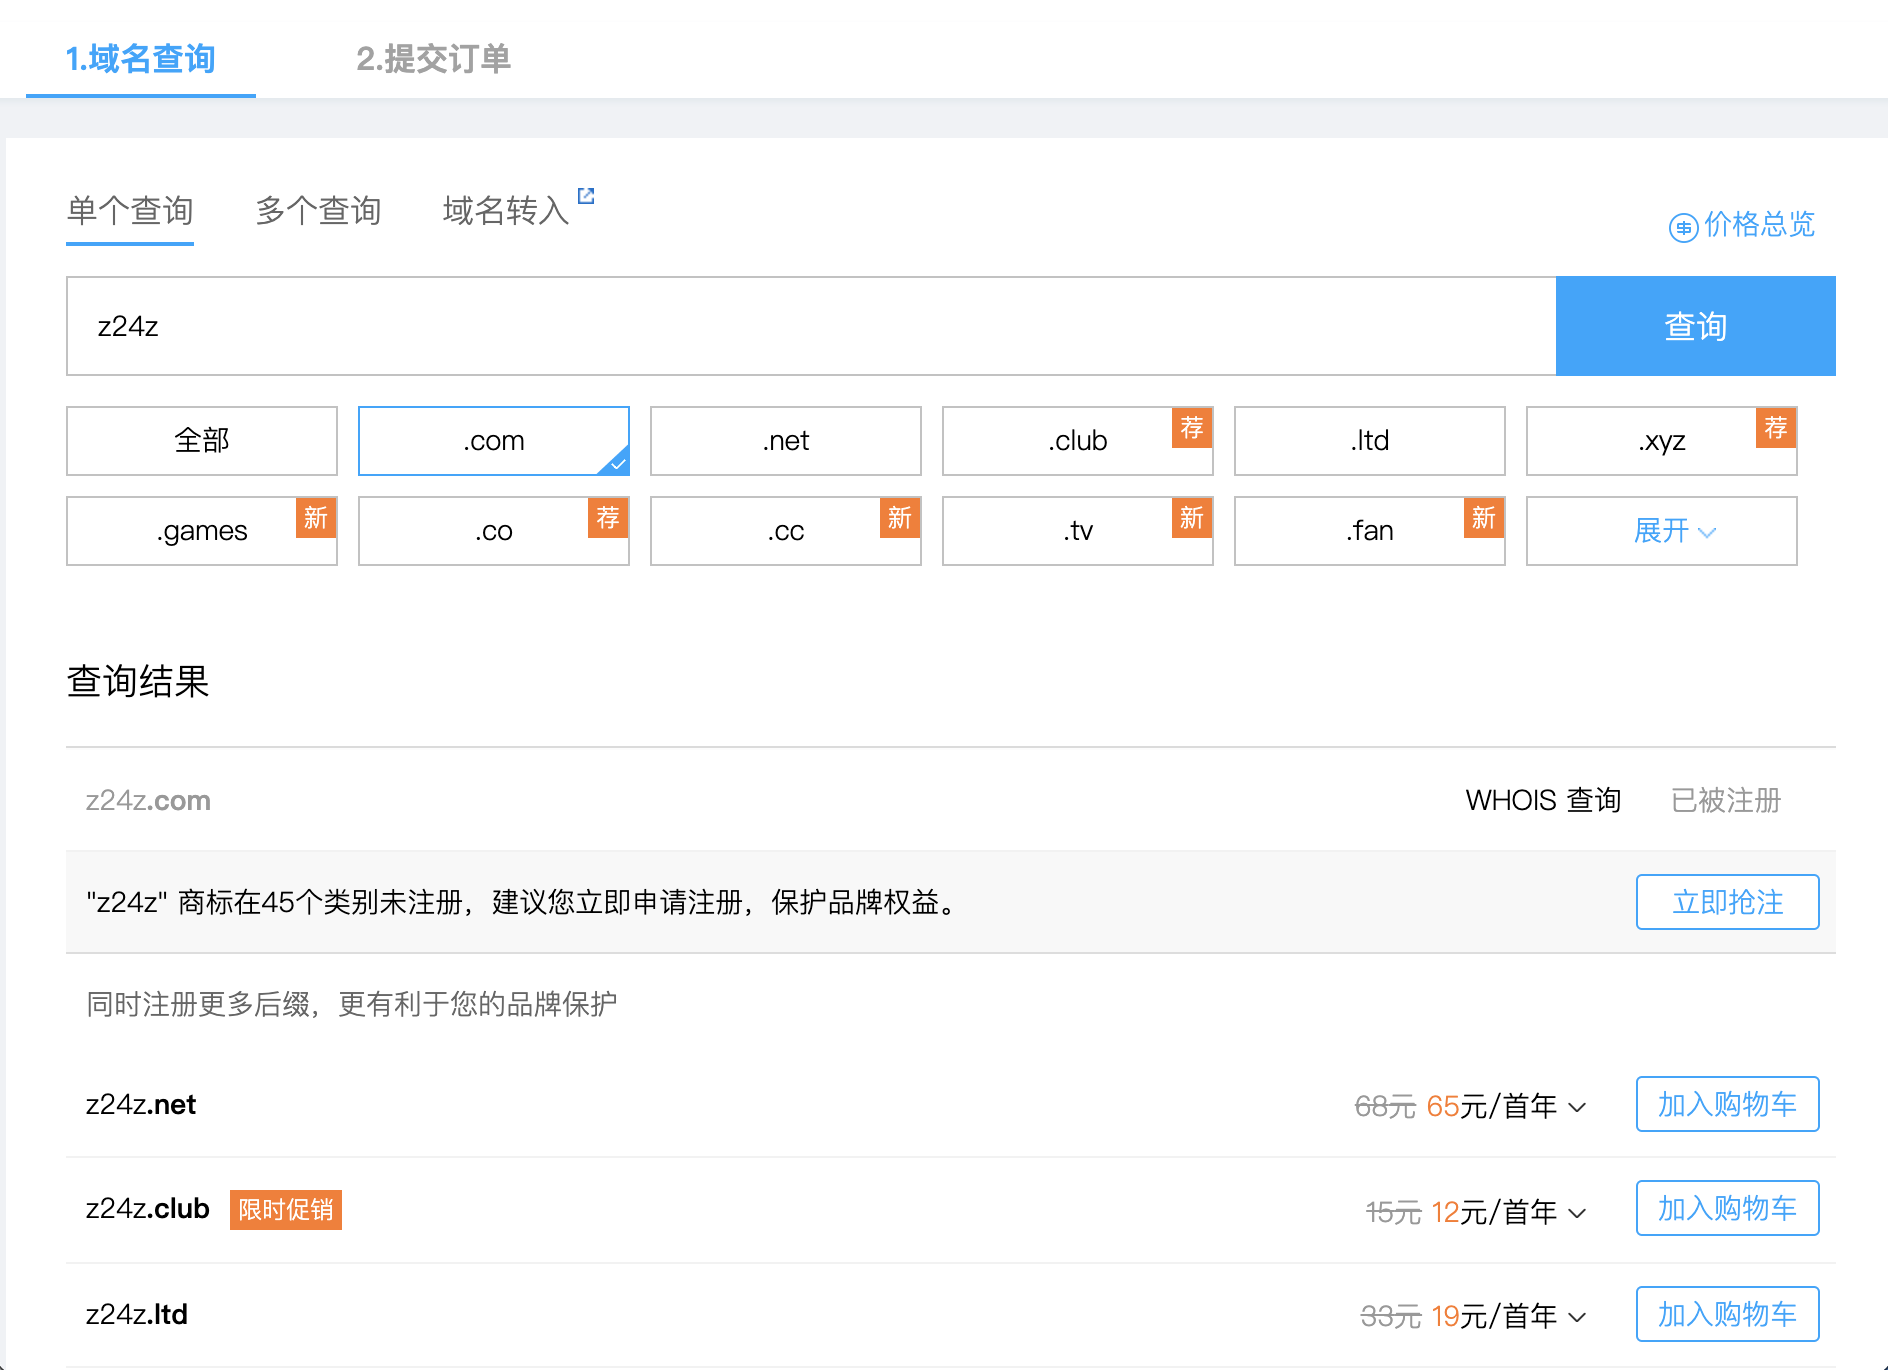 1.域名查询 2.提交订单
单个查询 多个查询 域名转入
价格总览
z24z 查询
全部 .com .net .club 荐 .ltd .xyz 荐
.games 新 .co 荐 .cc 新 .tv 新 .fan 新 展开
查询结果
z24z.com WHOIS 查询 已被注册
"z24z" 商标在45个类别未注册，建议您立即申请注册，保护品牌权益。 立即抢注
同时注册更多后缀，更有利于您的品牌保护
z24z.net 68元 65元/首年 加入购物车
z24z.club 限时促销 15元 12元/首年 加入购物车
z24z.ltd 33元 19元/首年 加入购物车